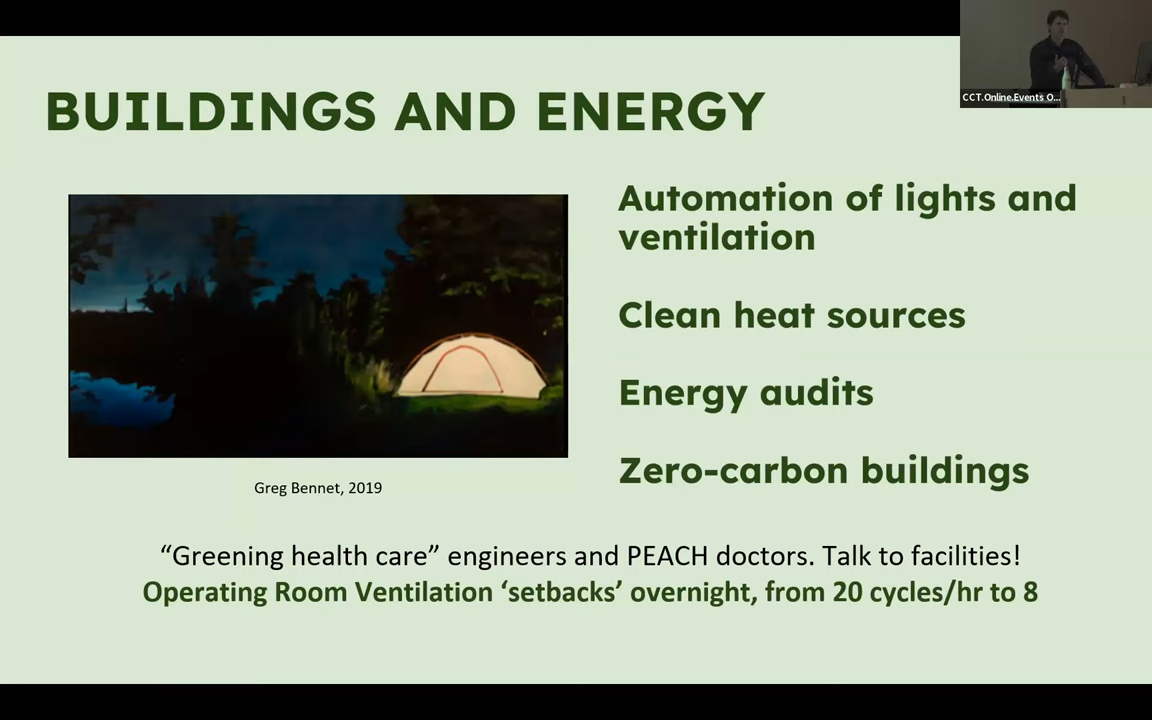 BUILDINGS AND ENERGY
CCT.Online.Events O...
Automation of lights and
ventilation
Clean heat sources
Energy audits
Zero-carbon buildings
Greg Bennet, 2019
“Greening health care” engineers and PEACH doctors. Talk to facilities!
Operating Room Ventilation ‘setbacks’ overnight, from 20 cycles/hr to 8